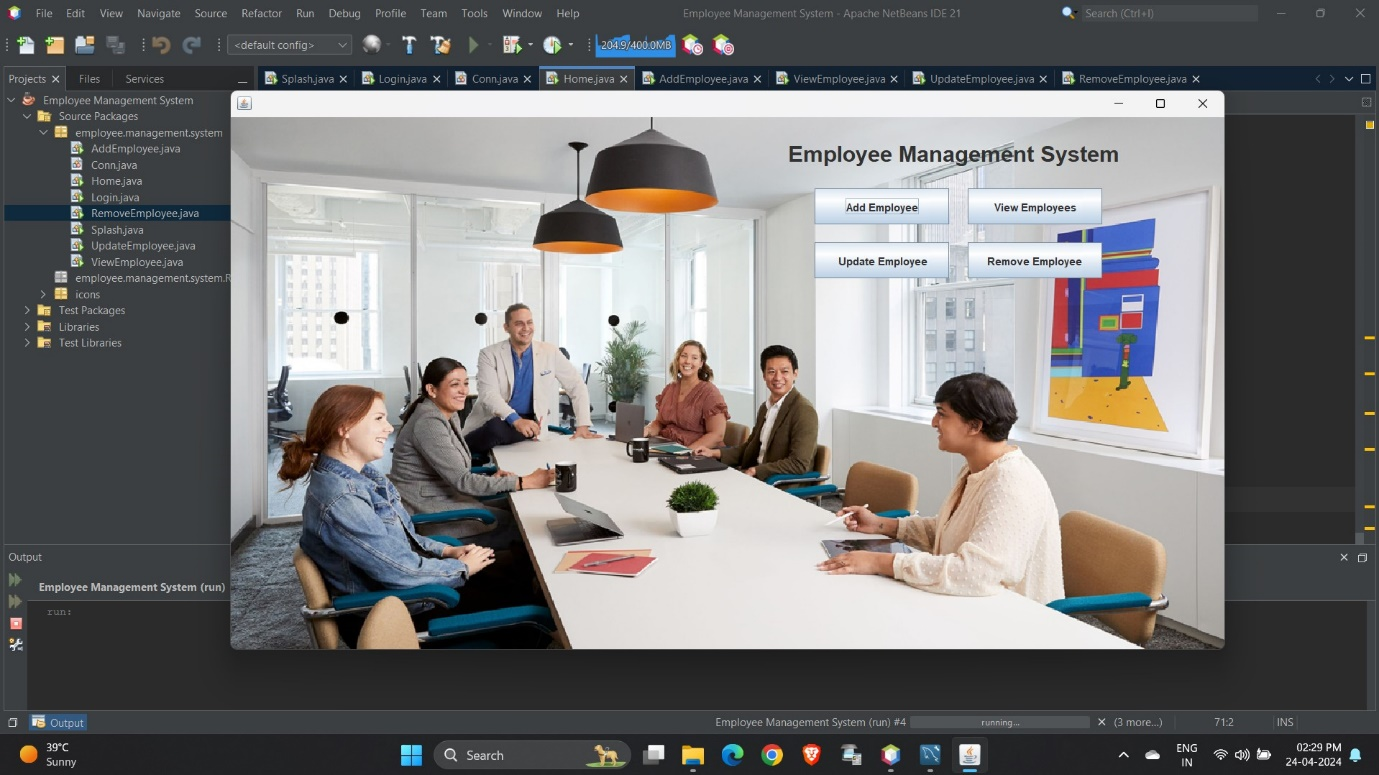 File Edit View Navigate Source Refactor Run Debug Profile Team Tools Window Help
Employee Management System - Apache NetBeans IDE 21
Search (Ctrl+I)
<default config>
204.9/400.0MB
Projects Files Services
Splash.java Login.java Conn.java Home.java AddEmployee.java ViewEmployee.java UpdateEmployee.java RemoveEmployee.java
Employee Management System
Source Packages
employee.management.system
AddEmployee.java
Conn.java
Home.java
Login.java
RemoveEmployee.java
Splash.java
UpdateEmployee.java
ViewEmployee.java
employee.management.system.R
icons
Test Packages
Libraries
Test Libraries
Employee Management System
Add Employee View Employees
Update Employee Remove Employee
Output
Employee Management System (run)
run:
Output
Employee Management System (run) #4 running... (3 more...) 71:2 INS
39°C
Sunny
Search
ENG
IN
02:29 PM
24-04-2024